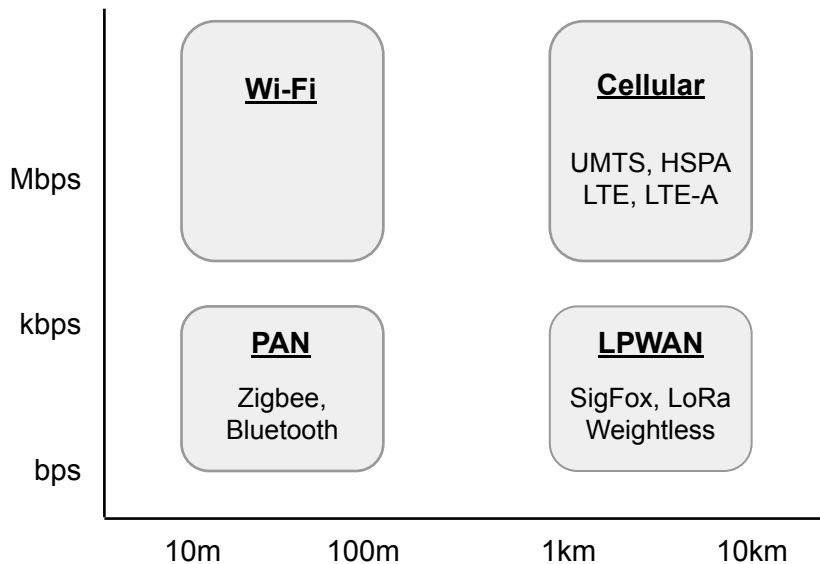 Wi-Fi
Cellular
UMTS, HSPA
LTE, LTE-A
Mbps
kbps
PAN
Zigbee,
Bluetooth
LPWAN
SigFox, LoRa
Weightless
bps
10m
100m
1km
10km